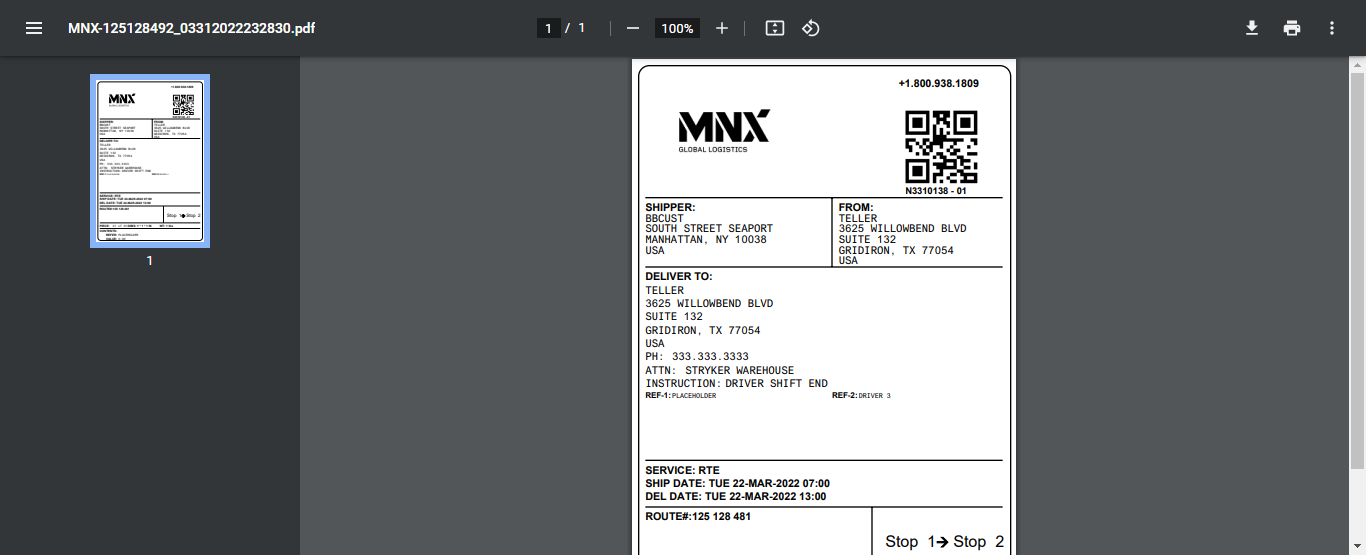 MNX-125128492_03312022232830.pdf
1 / 1
100%
1
+1.800.938.1809
MNX
GLOBAL LOGISTICS
N3310138 - 01
SHIPPER:
BBCUST
SOUTH STREET SEAPORT
MANHATTAN, NY 10038
USA
FROM:
TELLER
3625 WILLOWBEND BLVD
SUITE 132
GRIDIRON, TX 77054
USA
DELIVER TO:
TELLER
3625 WILLOWBEND BLVD
SUITE 132
GRIDIRON, TX 77054
USA
PH: 333.333.3333
ATTN: STRYKER WAREHOUSE
INSTRUCTION: DRIVER SHIFT END
REF-1: PLACEHOLDER REF-2: DRIVER 3
SERVICE: RTE
SHIP DATE: TUE 22-MAR-2022 07:00
DEL DATE: TUE 22-MAR-2022 13:00
ROUTE#:125 128 481
Stop 1➔ Stop 2